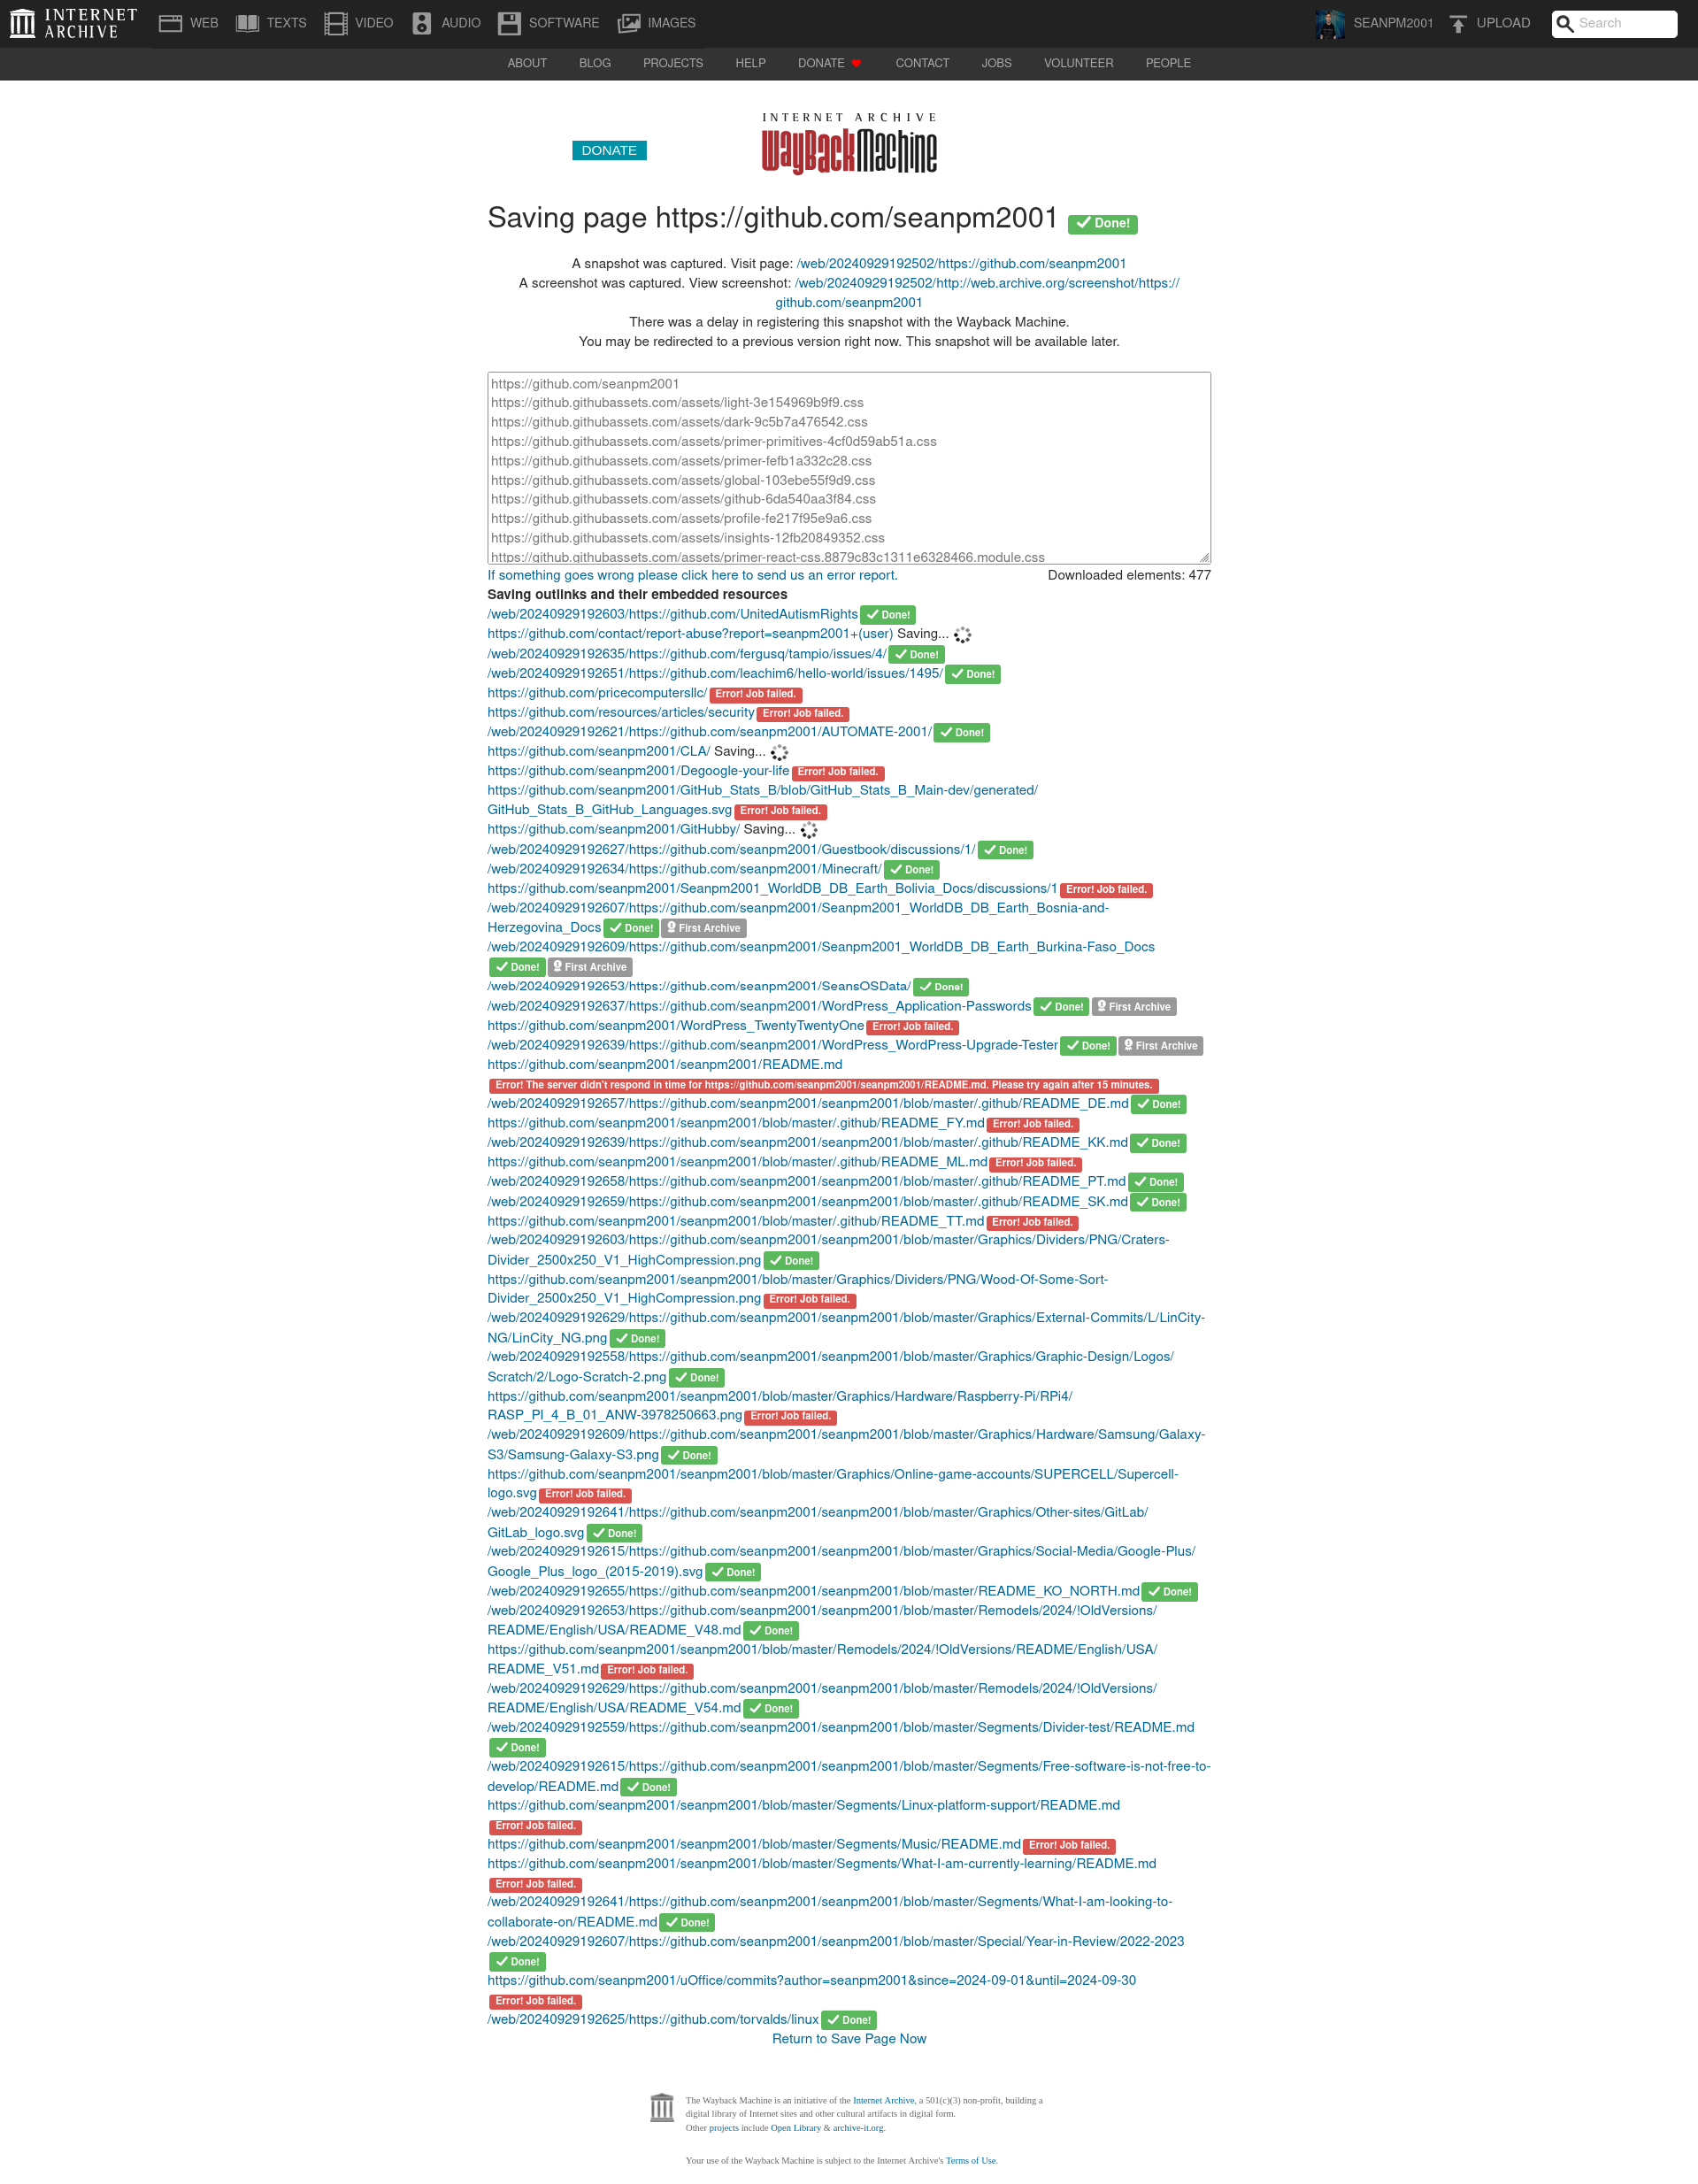 INTERNET ARCHIVE WEB TEXTS VIDEO AUDIO SOFTWARE IMAGES SEANPM2001 UPLOAD Search
ABOUT BLOG PROJECTS HELP DONATE CONTACT JOBS VOLUNTEER PEOPLE
INTERNET ARCHIVE
WayBackMachine
DONATE
Saving page https://github.com/seanpm2001 Done!
A snapshot was captured. Visit page: /web/20240929192502/https://github.com/seanpm2001
A screenshot was captured. View screenshot: /web/20240929192502/http://web.archive.org/screenshot/https://
github.com/seanpm2001
There was a delay in registering this snapshot with the Wayback Machine.
You may be redirected to a previous version right now. This snapshot will be available later.
https://github.com/seanpm2001
https://github.githubassets.com/assets/light-3e154969b9f9.css
https://github.githubassets.com/assets/dark-9c5b7a476542.css
https://github.githubassets.com/assets/primer-primitives-4cf0d59ab51a.css
https://github.githubassets.com/assets/primer-fefb1a332c28.css
https://github.githubassets.com/assets/global-103ebe55f9d9.css
https://github.githubassets.com/assets/github-6da540aa3f84.css
https://github.githubassets.com/assets/profile-fe217f95e9a6.css
https://github.githubassets.com/assets/insights-12fb20849352.css
https://github.githubassets.com/assets/primer-react-css.8879c83c1311e6328466.module.css
If something goes wrong please click here to send us an error report. Downloaded elements: 477
Saving outlinks and their embedded resources
/web/20240929192603/https://github.com/UnitedAutismRights Done!
https://github.com/contact/report-abuse?report=seanpm2001+(user) Saving...
/web/20240929192635/https://github.com/fergusq/tampio/issues/4/ Done!
/web/20240929192651/https://github.com/leachim6/hello-world/issues/1495/ Done!
https://github.com/pricecomputersllc/ Error! Job failed.
https://github.com/resources/articles/security Error! Job failed.
/web/20240929192621/https://github.com/seanpm2001/AUTOMATE-2001/ Done!
https://github.com/seanpm2001/CLA/ Saving...
https://github.com/seanpm2001/Degoogle-your-life Error! Job failed.
https://github.com/seanpm2001/GitHub_Stats_B/blob/GitHub_Stats_B_Main-dev/generated/
GitHub_Stats_B_GitHub_Languages.svg Error! Job failed.
https://github.com/seanpm2001/GitHubby/ Saving...
/web/20240929192627/https://github.com/seanpm2001/Guestbook/discussions/1/ Done!
/web/20240929192634/https://github.com/seanpm2001/Minecraft/ Done!
https://github.com/seanpm2001/Seanpm2001_WorldDB_DB_Earth_Bolivia_Docs/discussions/1 Error! Job failed.
/web/20240929192607/https://github.com/seanpm2001/Seanpm2001_WorldDB_DB_Earth_Bosnia-and-
Herzegovina_Docs Done! First Archive
/web/20240929192609/https://github.com/seanpm2001/Seanpm2001_WorldDB_DB_Earth_Burkina-Faso_Docs
Done! First Archive
/web/20240929192653/https://github.com/seanpm2001/SeansOSData/ Done!
/web/20240929192637/https://github.com/seanpm2001/WordPress_Application-Passwords Done! First Archive
https://github.com/seanpm2001/WordPress_TwentyTwentyOne Error! Job failed.
/web/20240929192639/https://github.com/seanpm2001/WordPress_WordPress-Upgrade-Tester Done! First Archive
https://github.com/seanpm2001/seanpm2001/README.md
Error! The server didn't respond in time for https://github.com/seanpm2001/seanpm2001/README.md. Please try again after 15 minutes.
/web/20240929192657/https://github.com/seanpm2001/seanpm2001/blob/master/.github/README_DE.md Done!
https://github.com/seanpm2001/seanpm2001/blob/master/.github/README_FY.md Error! Job failed.
/web/20240929192639/https://github.com/seanpm2001/seanpm2001/blob/master/.github/README_KK.md Done!
https://github.com/seanpm2001/seanpm2001/blob/master/.github/README_ML.md Error! Job failed.
/web/20240929192658/https://github.com/seanpm2001/seanpm2001/blob/master/.github/README_PT.md Done!
/web/20240929192659/https://github.com/seanpm2001/seanpm2001/blob/master/.github/README_SK.md Done!
https://github.com/seanpm2001/seanpm2001/blob/master/.github/README_TT.md Error! Job failed.
/web/20240929192603/https://github.com/seanpm2001/seanpm2001/blob/master/Graphics/Dividers/PNG/Craters-
Divider_2500x250_V1_HighCompression.png Done!
https://github.com/seanpm2001/seanpm2001/blob/master/Graphics/Dividers/PNG/Wood-Of-Some-Sort-
Divider_2500x250_V1_HighCompression.png Error! Job failed.
/web/20240929192629/https://github.com/seanpm2001/seanpm2001/blob/master/Graphics/External-Commits/L/LinCity-
NG/LinCity_NG.png Done!
/web/20240929192558/https://github.com/seanpm2001/seanpm2001/blob/master/Graphics/Graphic-Design/Logos/
Scratch/2/Logo-Scratch-2.png Done!
https://github.com/seanpm2001/seanpm2001/blob/master/Graphics/Hardware/Raspberry-Pi/RPi4/
RASP_PI_4_B_01_ANW-3978250663.png Error! Job failed.
/web/20240929192609/https://github.com/seanpm2001/seanpm2001/blob/master/Graphics/Hardware/Samsung/Galaxy-
S3/Samsung-Galaxy-S3.png Done!
https://github.com/seanpm2001/seanpm2001/blob/master/Graphics/Online-game-accounts/SUPERCELL/Supercell-
logo.svg Error! Job failed.
/web/20240929192641/https://github.com/seanpm2001/seanpm2001/blob/master/Graphics/Other-sites/GitLab/
GitLab_logo.svg Done!
/web/20240929192615/https://github.com/seanpm2001/seanpm2001/blob/master/Graphics/Social-Media/Google-Plus/
Google_Plus_logo_(2015-2019).svg Done!
/web/20240929192655/https://github.com/seanpm2001/seanpm2001/blob/master/README_KO_NORTH.md Done!
/web/20240929192653/https://github.com/seanpm2001/seanpm2001/blob/master/Remodels/2024/!OldVersions/
README/English/USA/README_V48.md Done!
https://github.com/seanpm2001/seanpm2001/blob/master/Remodels/2024/!OldVersions/README/English/USA/
README_V51.md Error! Job failed.
/web/20240929192629/https://github.com/seanpm2001/seanpm2001/blob/master/Remodels/2024/!OldVersions/
README/English/USA/README_V54.md Done!
/web/20240929192559/https://github.com/seanpm2001/seanpm2001/blob/master/Segments/Divider-test/README.md
Done!
/web/20240929192615/https://github.com/seanpm2001/seanpm2001/blob/master/Segments/Free-software-is-not-free-to-
develop/README.md Done!
https://github.com/seanpm2001/seanpm2001/blob/master/Segments/Linux-platform-support/README.md
Error! Job failed.
https://github.com/seanpm2001/seanpm2001/blob/master/Segments/Music/README.md Error! Job failed.
https://github.com/seanpm2001/seanpm2001/blob/master/Segments/What-I-am-currently-learning/README.md
Error! Job failed.
/web/20240929192641/https://github.com/seanpm2001/seanpm2001/blob/master/Segments/What-I-am-looking-to-
collaborate-on/README.md Done!
/web/20240929192607/https://github.com/seanpm2001/seanpm2001/blob/master/Special/Year-in-Review/2022-2023
Done!
https://github.com/seanpm2001/uOffice/commits?author=seanpm2001&since=2024-09-01&until=2024-09-30
Error! Job failed.
/web/20240929192625/https://github.com/torvalds/linux Done!
Return to Save Page Now
The Wayback Machine is an initiative of the Internet Archive, a 501(c)(3) non-profit, building a
digital library of Internet sites and other cultural artifacts in digital form.
Other projects include Open Library & archive-it.org.
Your use of the Wayback Machine is subject to the Internet Archive's Terms of Use.